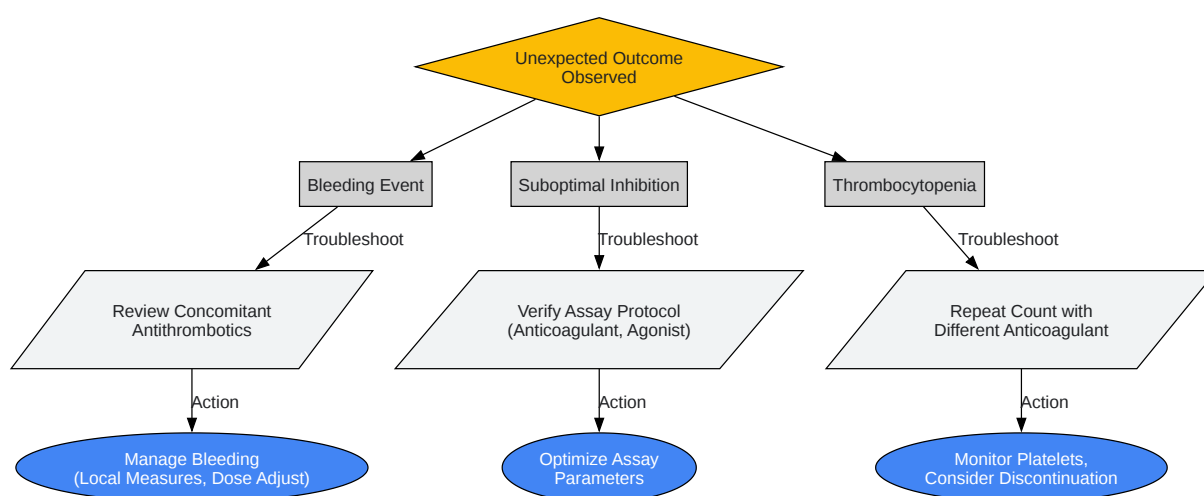 Unexpected Outcome
Observed
Bleeding Event
Suboptimal Inhibition
Thrombocytopenia
Troubleshoot
Troubleshoot
Troubleshoot
Review Concomitant
Antithrombotics
Verify Assay Protocol
(Anticoagulant, Agonist)
Repeat Count with
Different Anticoagulant
Action
Action
Action
Manage Bleeding
(Local Measures, Dose Adjust)
Optimize Assay
Parameters
Monitor Platelets,
Consider Discontinuation